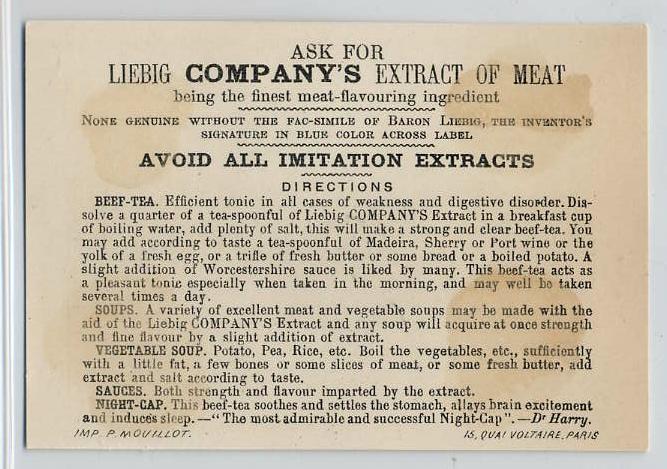 ASK FOR
LIEBIG COMPANY'S EXTRACT OF MEAT
being the finest meat-flavouring ingredient
NONE GENUINE WITHOUT THE FAC-SIMILE OF BARON LIEBIG, THE INVENTOR'S
SIGNATURE IN BLUE COLOR ACROSS LABEL
AVOID ALL IMITATION EXTRACTS
DIRECTIONS
BEEF-TEA. Efficient tonic in all cases of weakness and digestive disorder. Dis-
solve a quarter of a tea-spoonful of Liebig COMPANY'S Extract in a breakfast cup
of boiling water, add plenty of salt, this will make a strong and clear beef-tea. You
may add according to taste a tea-spoonful of Madeira, Sherry or Port wine or the
yolk of a fresh egg, or a trifle of fresh butter or some bread or a boiled potato. A
slight addition of Worcestershire sauce is liked by many. This beef-tea acts as
a pleasant tonic especially when taken in the morning, and may well be taken
several times a day.
SOUPS. A variety of excellent meat and vegetable soups may be made with the
aid of the Liebig COMPANY'S Extract and any soup will acquire at once strength
and fine flavour by a slight addition of extract.
VEGETABLE SOUP. Potato, Pea, Rice, etc. Boil the vegetables, etc., sufficiently
with a little fat, a few bones or some slices of meat, or some fresh butter, add
extract and salt according to taste.
SAUCES. Both strength and flavour imparted by the extract.
NIGHT-CAP. This beef-tea soothes and settles the stomach, allays brain excitement
and induces sleep. —"The most admirable and successful Night-Cap". —Dr Harry.
IMP. P. MOUILLOT. 15, QUAI VOLTAIRE, PARIS